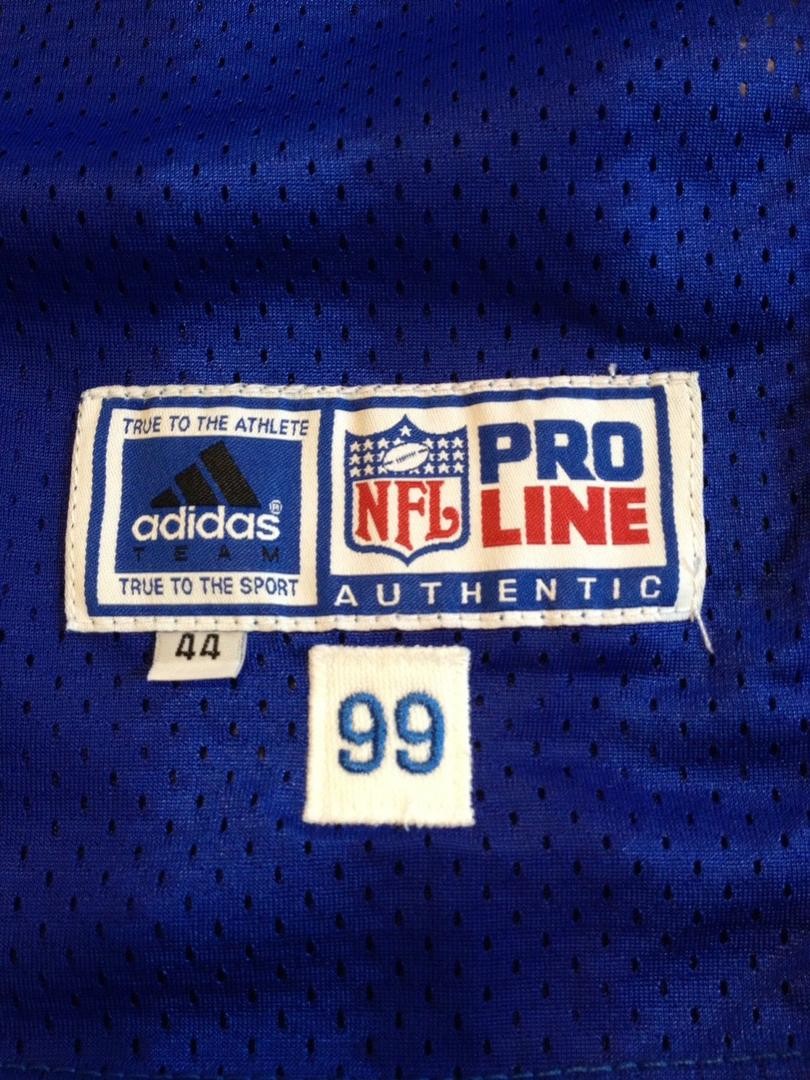 TRUE TO THE ATHLETE
adidas®
TEAM
TRUE TO THE SPORT
NFL
PRO
LINE
AUTHENTIC
44
99